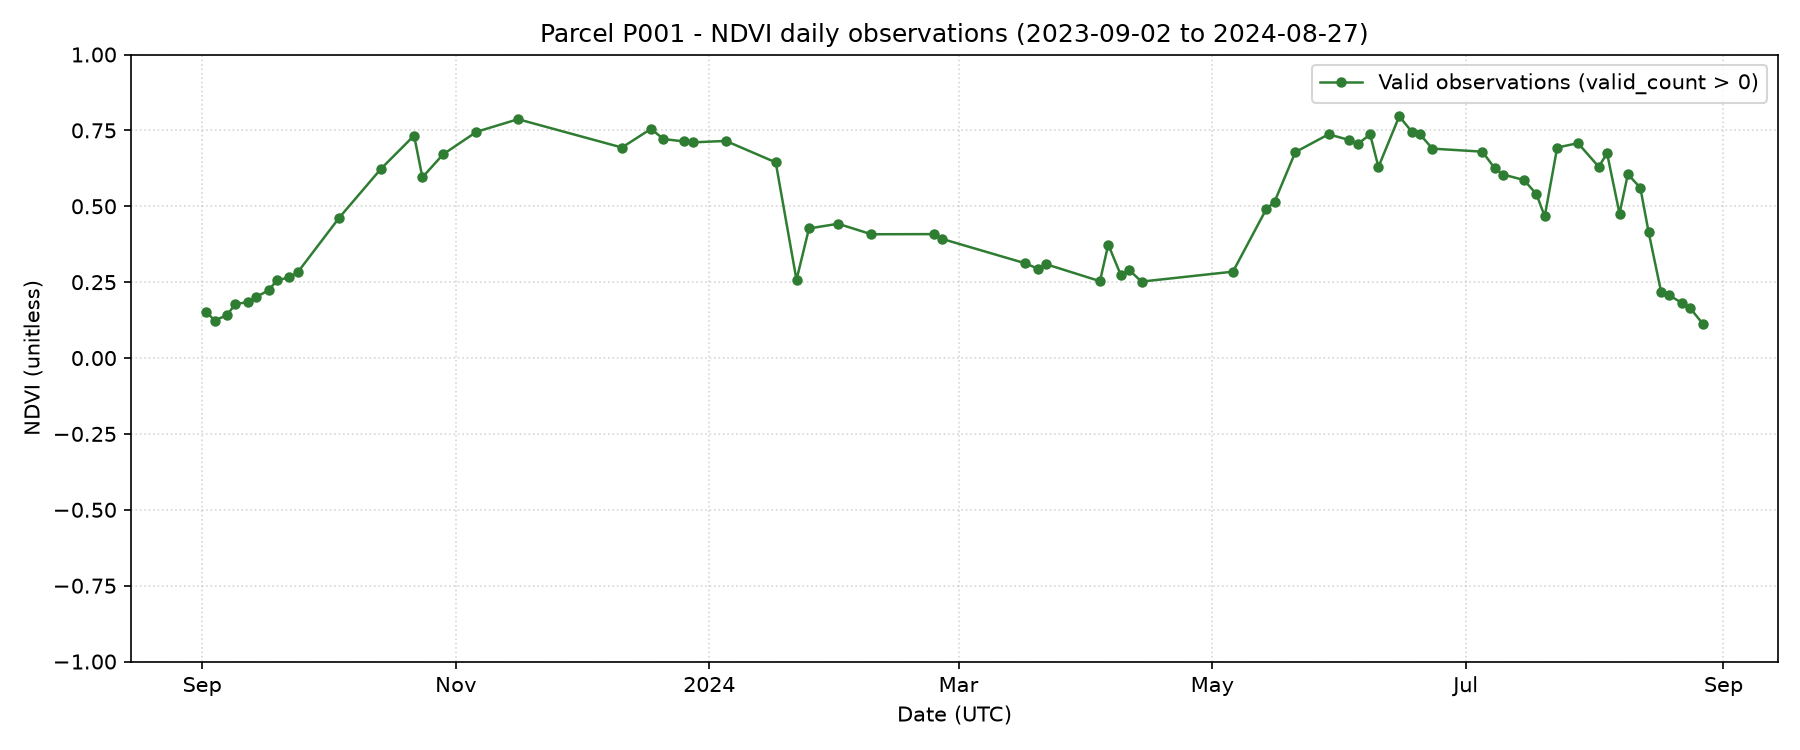 Parcel P001 - NDVI daily observations (2023-09-02 to 2024-08-27)
Valid observations (valid_count > 0)
NDVI (unitless)
1.00
0.75
0.50
0.25
0.00
−0.25
−0.50
−0.75
−1.00
Sep
Nov
2024
Mar
May
Jul
Sep
Date (UTC)